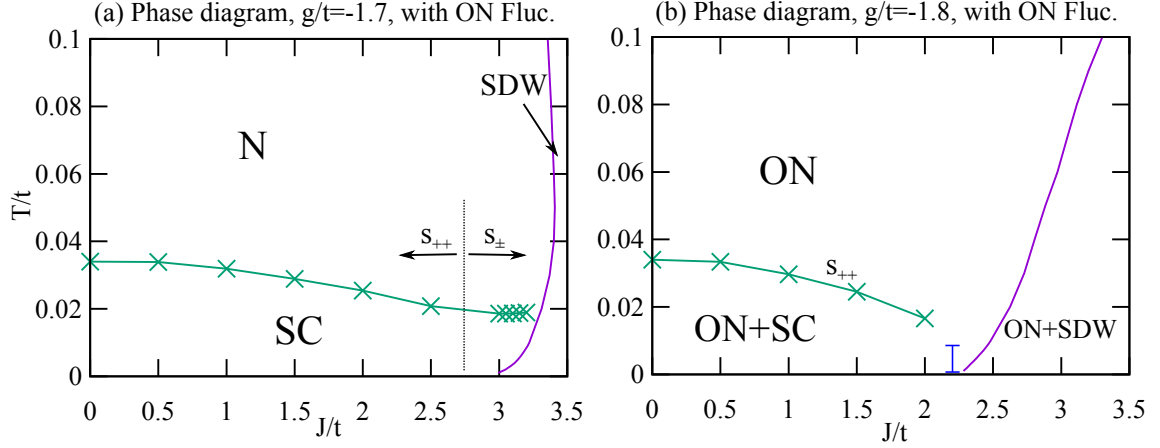 (a) Phase diagram, g/t=-1.7, with ON Fluc.
0.1
0.08
0.06
0.04
0.02
0
T/t
SDW
N
s++
s±
SC
0 0.5 1 1.5 2 2.5 3 3.5
J/t
(b) Phase diagram, g/t=-1.8, with ON Fluc.
0.1
0.08
0.06
0.04
0.02
0
ON
s++
ON+SC
ON+SDW
0 0.5 1 1.5 2 2.5 3 3.5
J/t